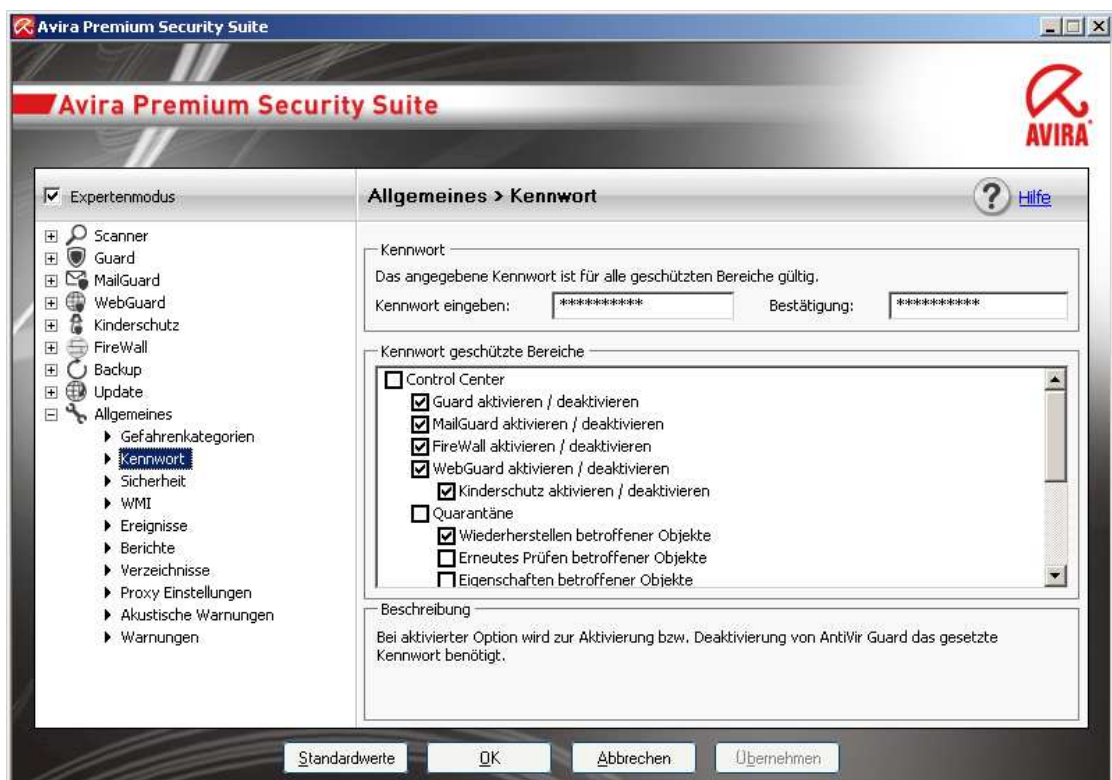 Avira Premium Security Suite
Avira Premium Security Suite
AVIRA
Expertenmodus
Scanner
Guard
MailGuard
WebGuard
Kinderschutz
FireWall
Backup
Update
Allgemeines
Gefahrenkategorien
Kennwort
Sicherheit
WMI
Ereignisse
Berichte
Verzeichnisse
Proxy Einstellungen
Akustische Warnungen
Warnungen
Allgemeines > Kennwort
? Hilfe
Kennwort
Das angegebene Kennwort ist für alle geschützten Bereiche gültig.
Kennwort eingeben: ********** Bestätigung: **********
Kennwort geschützte Bereiche
Control Center
Guard aktivieren / deaktivieren
MailGuard aktivieren / deaktivieren
FireWall aktivieren / deaktivieren
WebGuard aktivieren / deaktivieren
Kinderschutz aktivieren / deaktivieren
Quarantäne
Wiederherstellen betroffener Objekte
Erneutes Prüfen betroffener Objekte
Eigenschaften betroffener Objekte
Beschreibung
Bei aktivierter Option wird zur Aktivierung bzw. Deaktivierung von AntiVir Guard das gesetzte
Kennwort benötigt.
Standardwerte OK Abbrechen Übernehmen